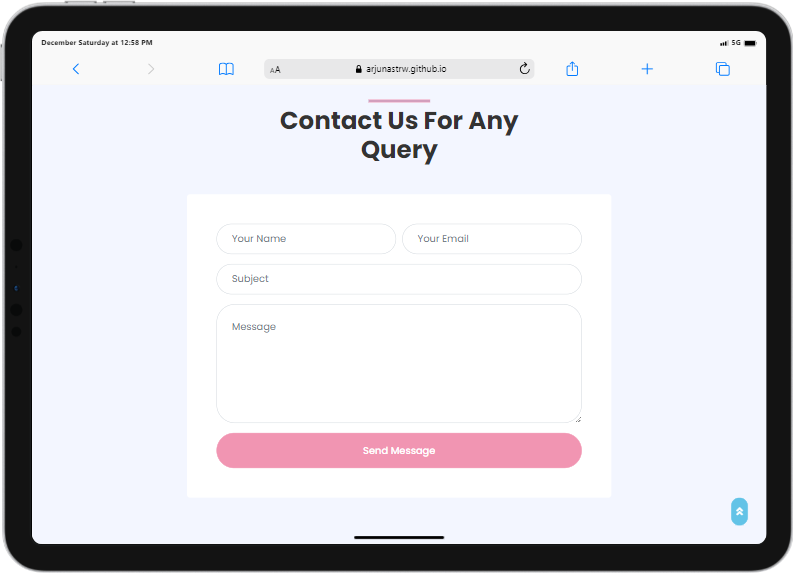 December Saturday at 12:58 PM
5G
AA
arjunastrw.github.io
Contact Us For Any
Query
Your Name
Your Email
Subject
Message
Send Message